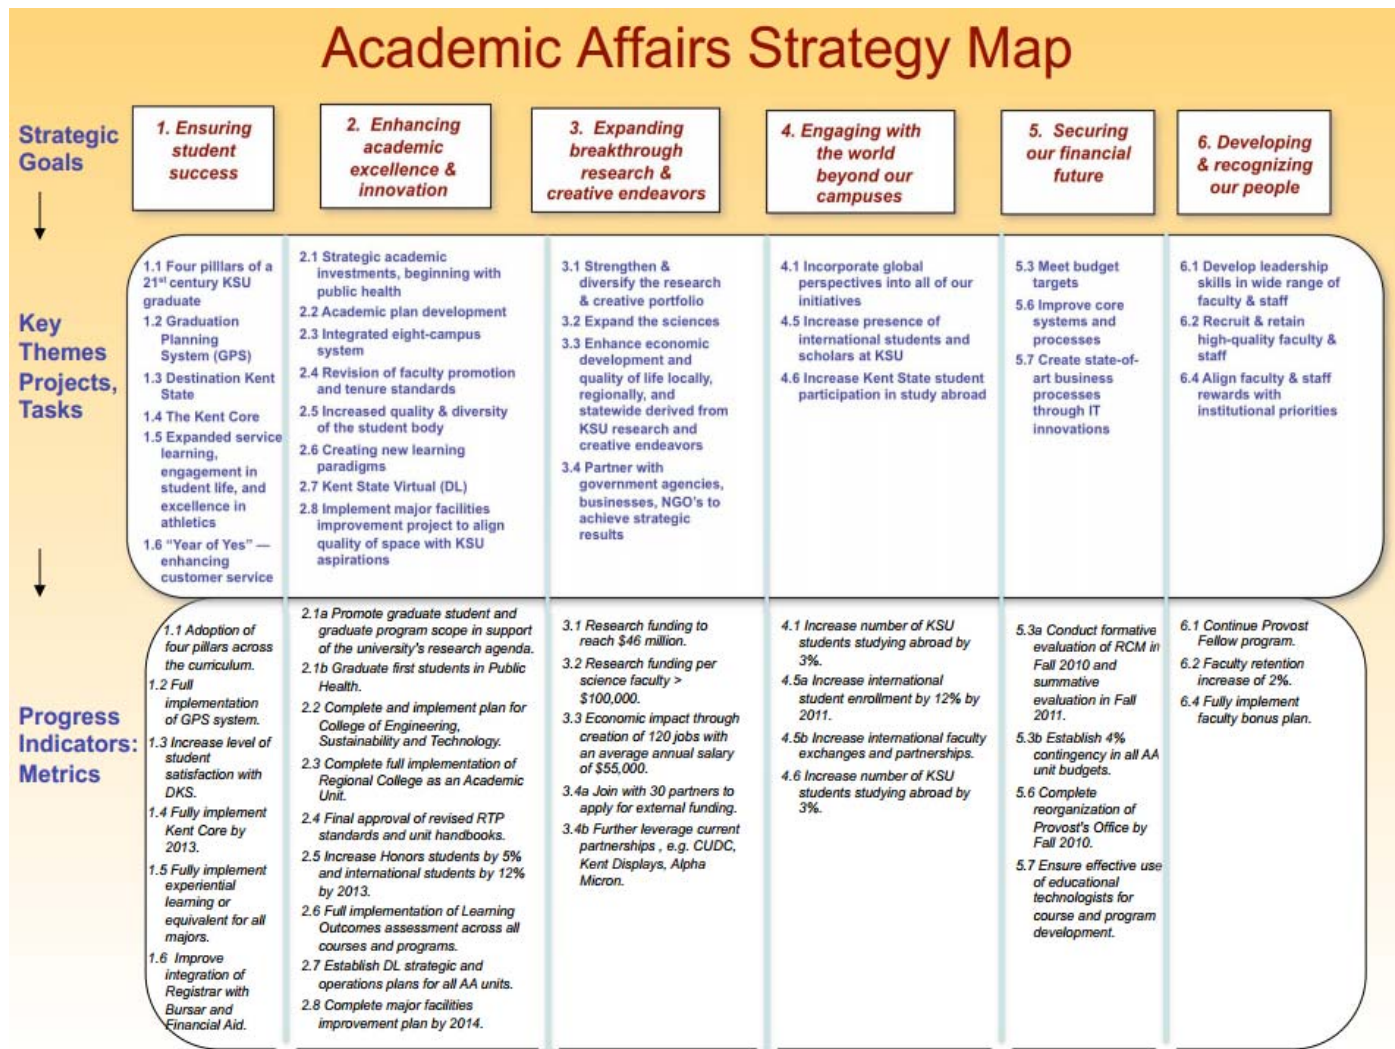 Academic Affairs Strategy Map
Strategic
Goals
1. Ensuring
student
success
2. Enhancing
academic
excellence &
innovation
3. Expanding
breakthrough
research &
creative endeavors
4. Engaging with
the world
beyond our
campuses
5. Securing
our financial
future
6. Developing
& recognizing
our people
Key
Themes
Projects,
Tasks
1.1 Four pilllars of a
21st century KSU
graduate
1.2 Graduation
Planning
System (GPS)
1.3 Destination Kent
State
1.4 The Kent Core
1.5 Expanded service
learning,
engagement in
student life, and
excellence in
athletics
1.6 “Year of Yes” —
enhancing
customer service
2.1 Strategic academic
investments, beginning with
public health
2.2 Academic plan development
2.3 Integrated eight-campus
system
2.4 Revision of faculty promotion
and tenure standards
2.5 Increased quality & diversity
of the student body
2.6 Creating new learning
paradigms
2.7 Kent State Virtual (DL)
2.8 Implement major facilities
improvement project to align
quality of space with KSU
aspirations
3.1 Strengthen &
diversify the research
& creative portfolio
3.2 Expand the sciences
3.3 Enhance economic
development and
quality of life locally,
regionally, and
statewide derived from
KSU research and
creative endeavors
3.4 Partner with
government agencies,
businesses, NGO's to
achieve strategic
results
4.1 Incorporate global
perspectives into all of our
initiatives
4.5 Increase presence of
international students and
scholars at KSU
4.6 Increase Kent State student
participation in study abroad
5.3 Meet budget
targets
5.6 Improve core
systems and
processes
5.7 Create state-of-
art business
processes
through IT
innovations
6.1 Develop leadership
skills in wide range of
faculty & staff
6.2 Recruit & retain
high-quality faculty &
staff
6.4 Align faculty & staff
rewards with
institutional priorities
Progress
Indicators:
Metrics
1.1 Adoption of
four pillars across
the curriculum.
1.2 Full
implementation
of GPS system.
1.3 Increase level of
student
satisfaction with
DKS.
1.4 Fully implement
Kent Core by
2013.
1.5 Fully implement
experiential
learning or
equivalent for all
majors.
1.6 Improve
integration of
Registrar with
Bursar and
Financial Aid.
2.1a Promote graduate student and
graduate program scope in support
of the university's research agenda.
2.1b Graduate first students in Public
Health.
2.2 Complete and implement plan for
College of Engineering,
Sustainability and Technology.
2.3 Complete full implementation of
Regional College as an Academic
Unit.
2.4 Final approval of revised RTP
standards and unit handbooks.
2.5 Increase Honors students by 5%
and international students by 12%
by 2013.
2.6 Full implementation of Learning
Outcomes assessment across all
courses and programs.
2.7 Establish DL strategic and
operations plans for all AA units.
2.8 Complete major facilities
improvement plan by 2014.
3.1 Research funding to
reach $46 million.
3.2 Research funding per
science faculty >
$100,000.
3.3 Economic impact through
creation of 120 jobs with
an average annual salary
of $55,000.
3.4a Join with 30 partners to
apply for external funding.
3.4b Further leverage current
partnerships , e.g. CUDC,
Kent Displays, Alpha
Micron.
4.1 Increase number of KSU
students studying abroad by
3%.
4.5a Increase international
student enrollment by 12% by
2011.
4.5b Increase international faculty
exchanges and partnerships.
4.6 Increase number of KSU
students studying abroad by
3%.
5.3a Conduct formative
evaluation of RCM in
Fall 2010 and
summative
evaluation in Fall
2011.
5.3b Establish 4%
contingency in all AA
unit budgets.
5.6 Complete
reorganization of
Provost's Office by
Fall 2010.
5.7 Ensure effective use
of educational
technologists for
course and program
development.
6.1 Continue Provost
Fellow program.
6.2 Faculty retention
increase of 2%.
6.4 Fully implement
faculty bonus plan.